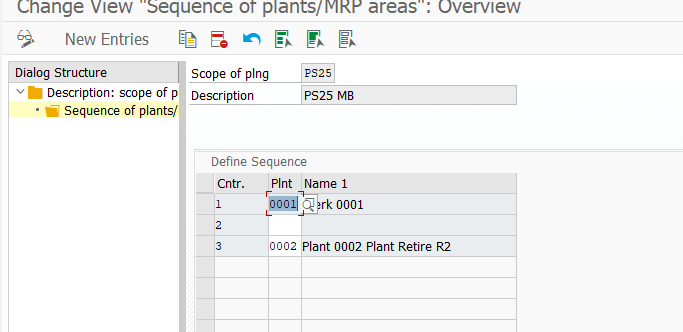 Change View "Sequence of plants/MRP areas": Overview
New Entries
Dialog Structure
Description: scope of p
Sequence of plants/
Scope of plng PS25
Description PS25 MB
Define Sequence
Cntr. Plnt Name 1
1 0001 erk 0001
2
3 0002 Plant 0002 Plant Retire R2